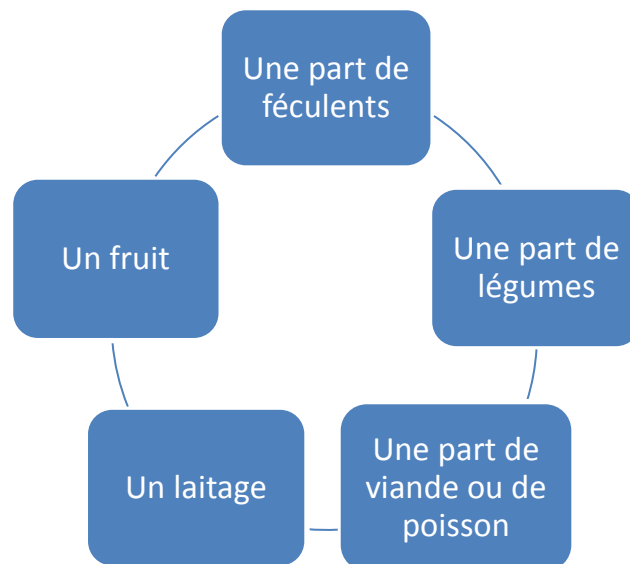 Une part de
féculents
Une part de
légumes
Une part de
viande ou de
poisson
Un laitage
Un fruit